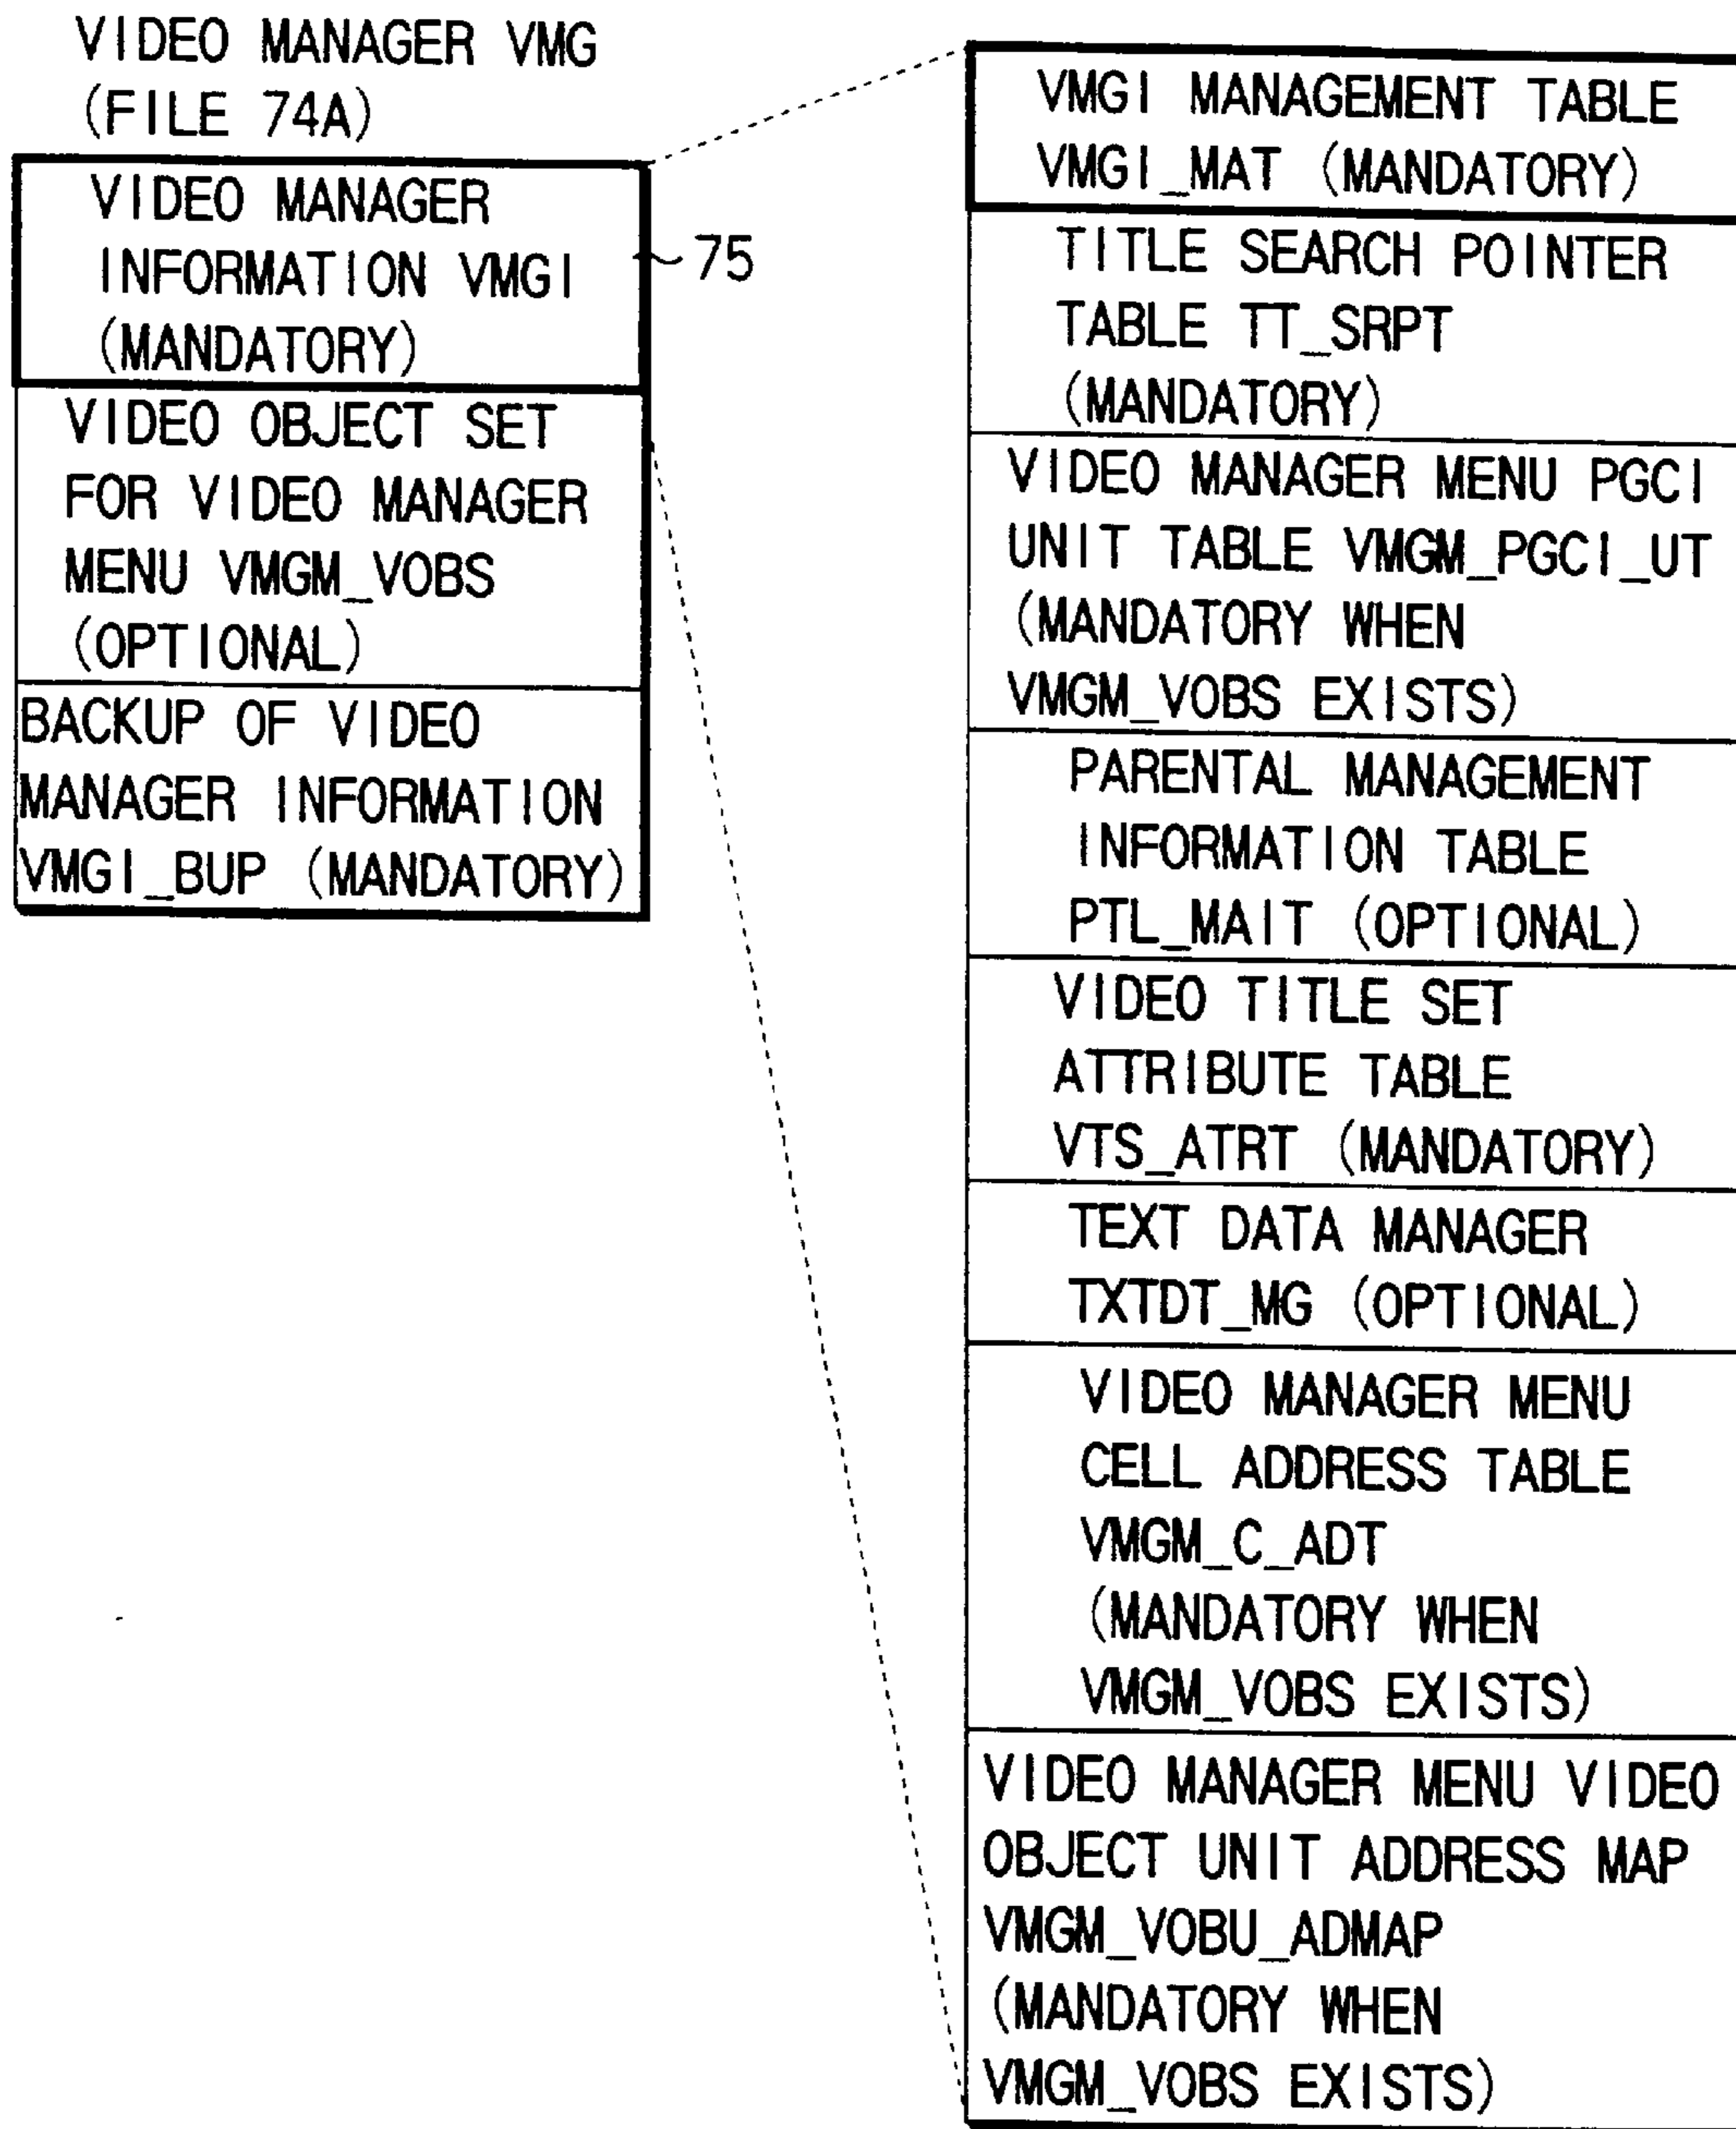 VIDEO MANAGER VMG
(FILE 74A)
VIDEO MANAGER
INFORMATION VMGI
(MANDATORY)
75
VIDEO OBJECT SET
FOR VIDEO MANAGER
MENU VMGM_VOBS
(OPTIONAL)
BACKUP OF VIDEO
MANAGER INFORMATION
VMGI_BUP (MANDATORY)
VMGI MANAGEMENT TABLE
VMGI_MAT (MANDATORY)
TITLE SEARCH POINTER
TABLE TT_SRPT
(MANDATORY)
VIDEO MANAGER MENU PGCI
UNIT TABLE VMGM_PGCI_UT
(MANDATORY WHEN
VMGM_VOBS EXISTS)
PARENTAL MANAGEMENT
INFORMATION TABLE
PTL_MAIT (OPTIONAL)
VIDEO TITLE SET
ATTRIBUTE TABLE
VTS_ATRT (MANDATORY)
TEXT DATA MANAGER
TXTDT_MG (OPTIONAL)
VIDEO MANAGER MENU
CELL ADDRESS TABLE
VMGM_C_ADT
(MANDATORY WHEN
VMGM_VOBS EXISTS)
VIDEO MANAGER MENU VIDEO
OBJECT UNIT ADDRESS MAP
VMGM_VOBU_ADMAP
(MANDATORY WHEN
VMGM_VOBS EXISTS)